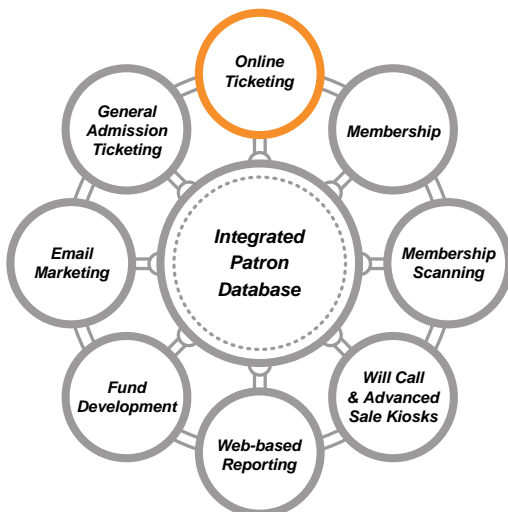 Online
Ticketing
General
Admission
Ticketing
Membership
Email
Marketing
Integrated
Patron
Database
Membership
Scanning
Fund
Development
Will Call
& Advanced
Sale Kiosks
Web-based
Reporting